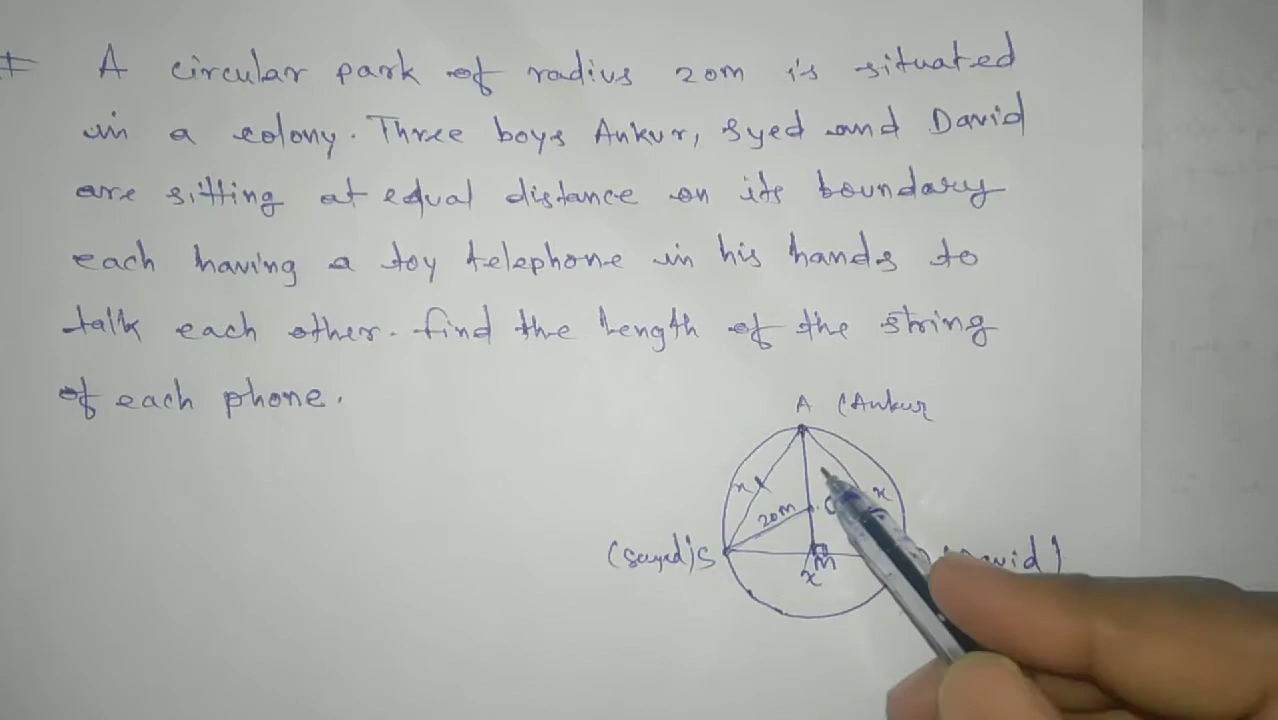 A circular park of radius 20m is situated
in a colony. Three boys Ankur, Syed and David
are sitting at equal distance on its boundary
each having a toy telephone in his hands to
talk each other. find the length of the string
of each phone.
A (Ankur
x x
20m O
(Sayed) S M vid)
x